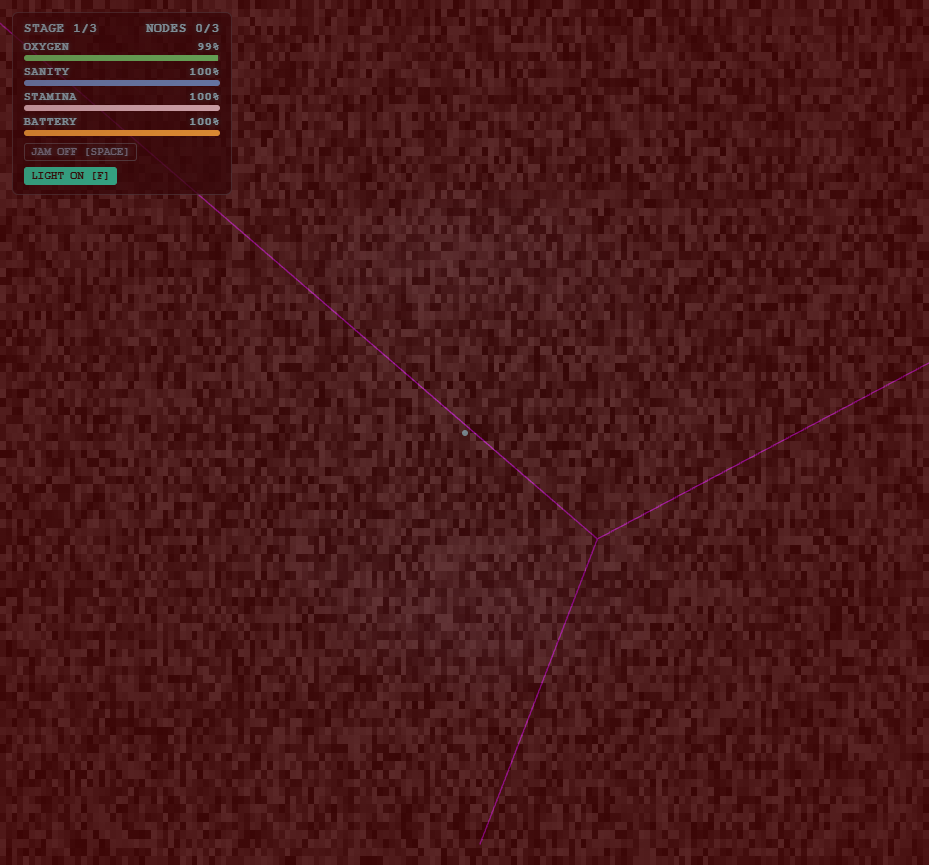 STAGE 1/3 NODES 0/3
OXYGEN 99%
SANITY 100%
STAMINA 100%
BATTERY 100%
JAM OFF [SPACE]
LIGHT ON [F]